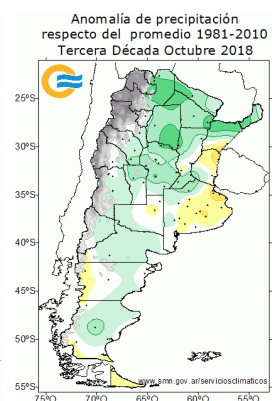 Anomalía de precipitación
respecto del promedio 1981-2010
Tercera Década Octubre 2018
25°S
30°S
35°S
40°S
45°S
50°S
55°S
www.smn.gov.ar/serviciosclimaticos
75°W 70°W 65°W 60°W 55°W